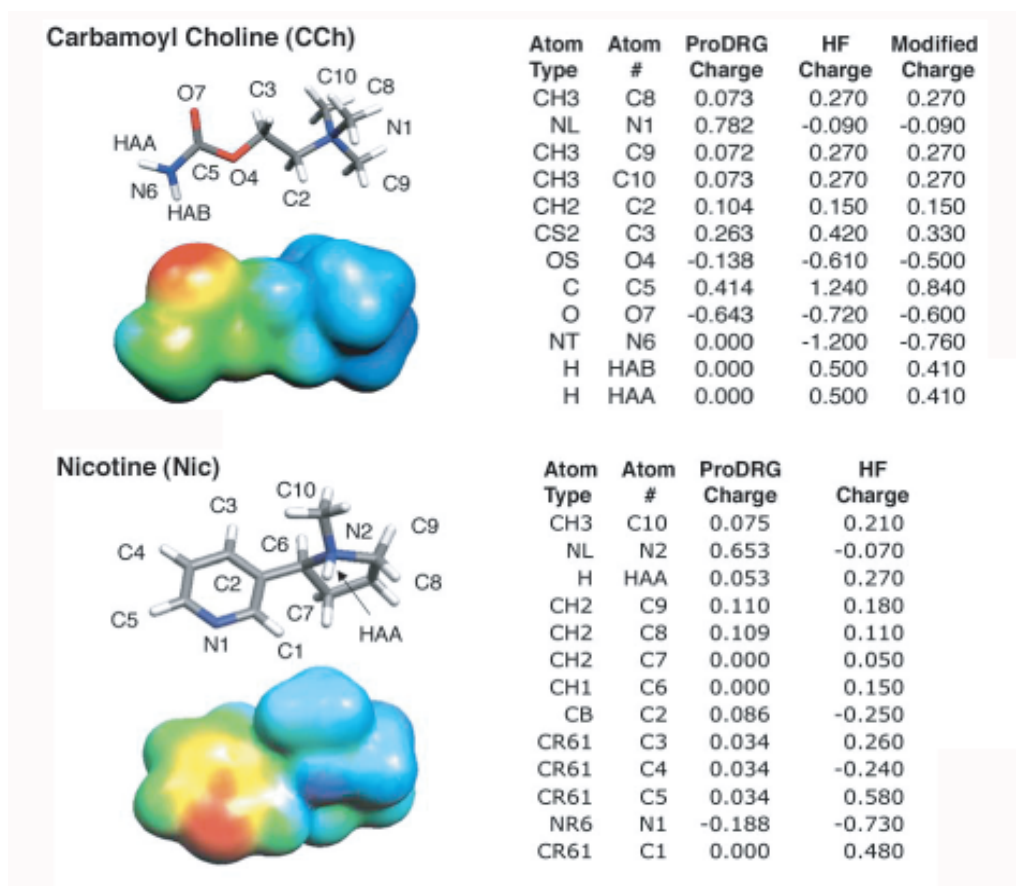 Carbamoyl Choline (CCh)
C10
C3
C8
O7
N1
HAA
C5
O4
N6
C2
C9
HAB
Atom Atom ProDRG HF Modified
Type # Charge Charge Charge
CH3 C8 0.073 0.270 0.270
NL N1 0.782 -0.090 -0.090
CH3 C9 0.072 0.270 0.270
CH3 C10 0.073 0.270 0.270
CH2 C2 0.104 0.150 0.150
CS2 C3 0.263 0.420 0.330
OS O4 -0.138 -0.610 -0.500
C C5 0.414 1.240 0.840
O O7 -0.643 -0.720 -0.600
NT N6 0.000 -1.200 -0.760
H HAB 0.000 0.500 0.410
H HAA 0.000 0.500 0.410
Nicotine (Nic)
C10
C3
N2
C9
C6
C4
C2
C8
C7
C5
HAA
N1
C1
Atom Atom ProDRG HF
Type # Charge Charge
CH3 C10 0.075 0.210
NL N2 0.653 -0.070
H HAA 0.053 0.270
CH2 C9 0.110 0.180
CH2 C8 0.109 0.110
CH2 C7 0.000 0.050
CH1 C6 0.000 0.150
CB C2 0.086 -0.250
CR61 C3 0.034 0.260
CR61 C4 0.034 -0.240
CR61 C5 0.034 0.580
NR6 N1 -0.188 -0.730
CR61 C1 0.000 0.480